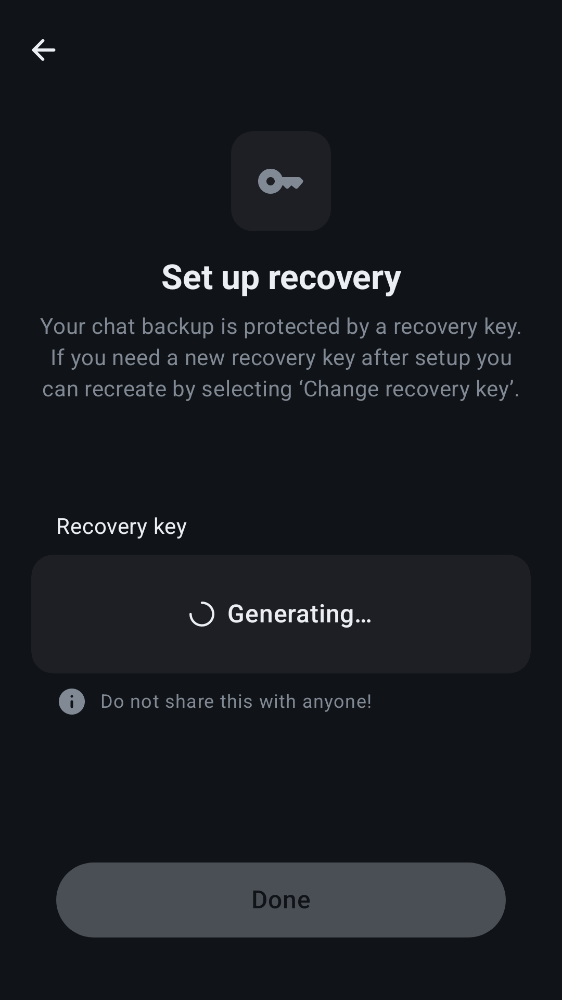 Set up recovery
Your chat backup is protected by a recovery key.
If you need a new recovery key after setup you
can recreate by selecting ‘Change recovery key’.
Recovery key
Generating…
Do not share this with anyone!
Done